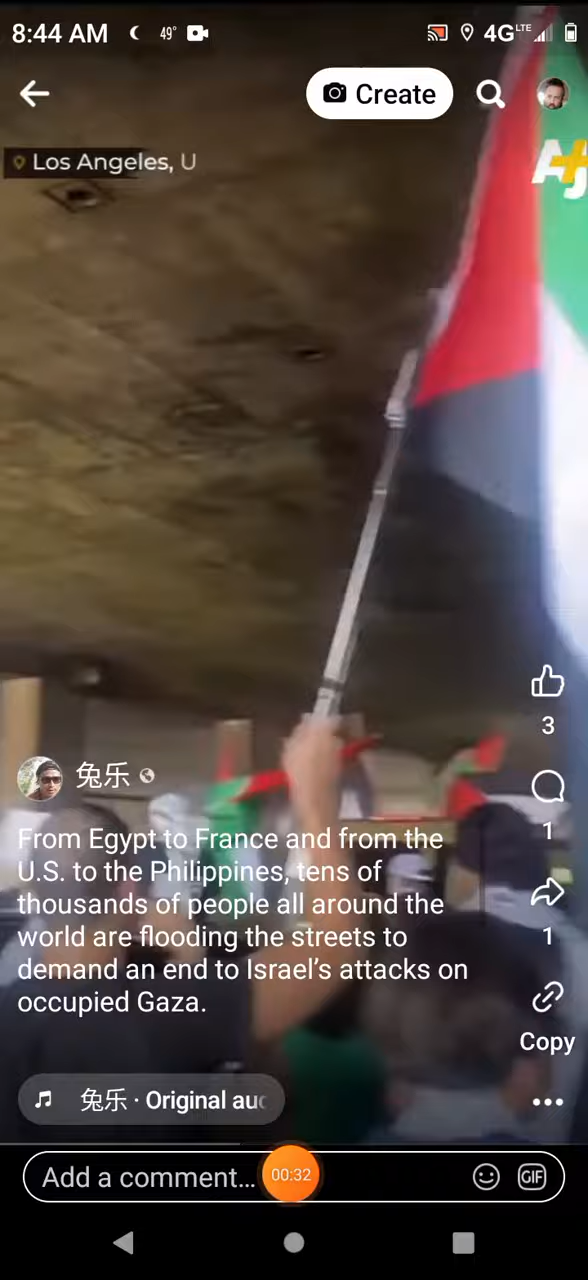 8:44 AM 49° 4G LTE
Create
Los Angeles, U
AJ+
兔乐
From Egypt to France and from the
U.S. to the Philippines, tens of
thousands of people all around the
world are flooding the streets to
demand an end to Israel’s attacks on
occupied Gaza.
3
1
1
Copy
兔乐 · Original auc
Add a comment...
00:32
GIF